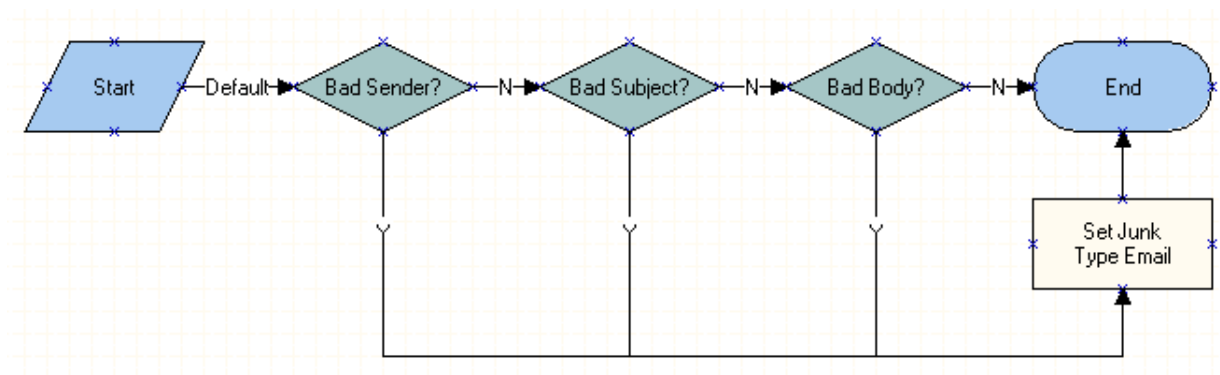 Start
Default
Bad Sender?
N
Bad Subject?
N
Bad Body?
N
End
Y
Y
Y
Set Junk
Type Email